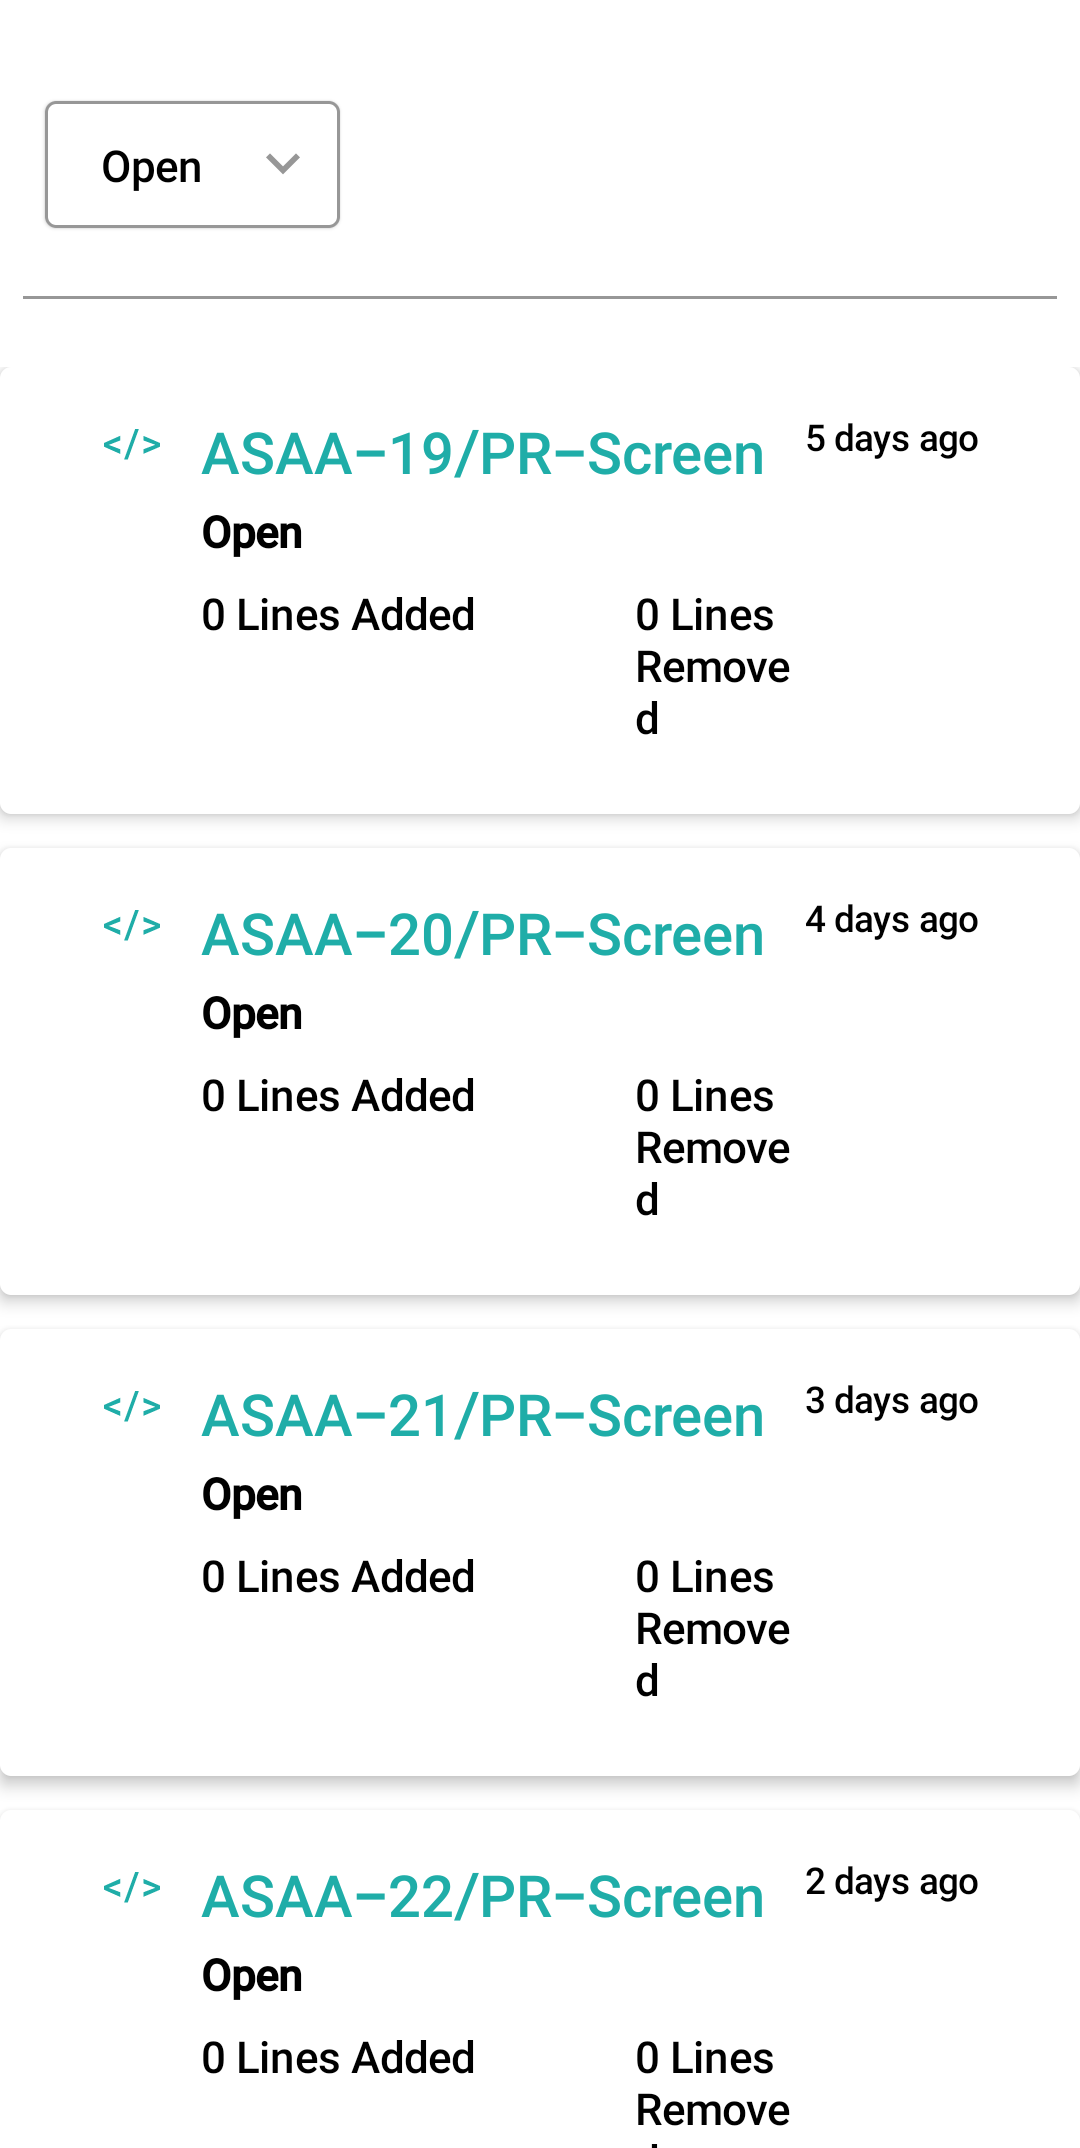 Open
</> ASAA–19/PR–Screen 5 days ago
Open
0 Lines Added 0 Lines
Remove
d
</> ASAA–20/PR–Screen 4 days ago
Open
0 Lines Added 0 Lines
Remove
d
</> ASAA–21/PR–Screen 3 days ago
Open
0 Lines Added 0 Lines
Remove
d
</> ASAA–22/PR–Screen 2 days ago
Open
0 Lines Added 0 Lines
Remove